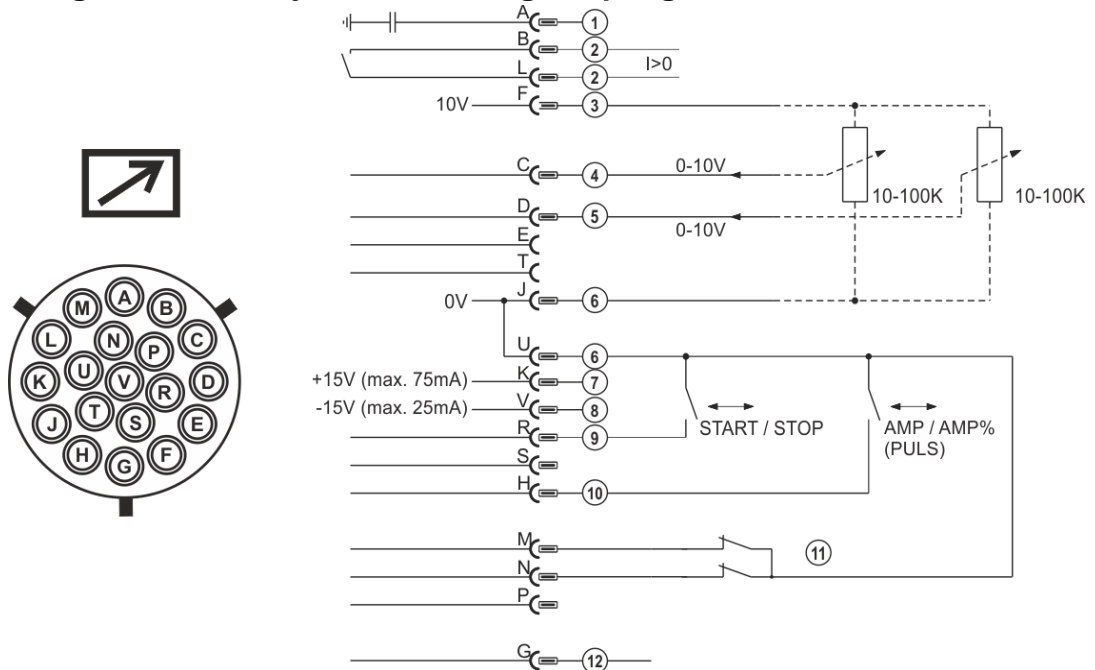 A
1
B
2
L
2
I>0
F
10V
3
C
4
0-10V
10-100K
10-100K
D
5
0-10V
E
T
J
0V
6
U
6
K
+15V (max. 75mA)
7
V
-15V (max. 25mA)
8
R
9
START / STOP
AMP / AMP%
(PULS)
S
H
10
M
11
N
P
G
12
A
M
B
L
N
C
P
U
K
V
D
R
J
T
S
E
H
F
G